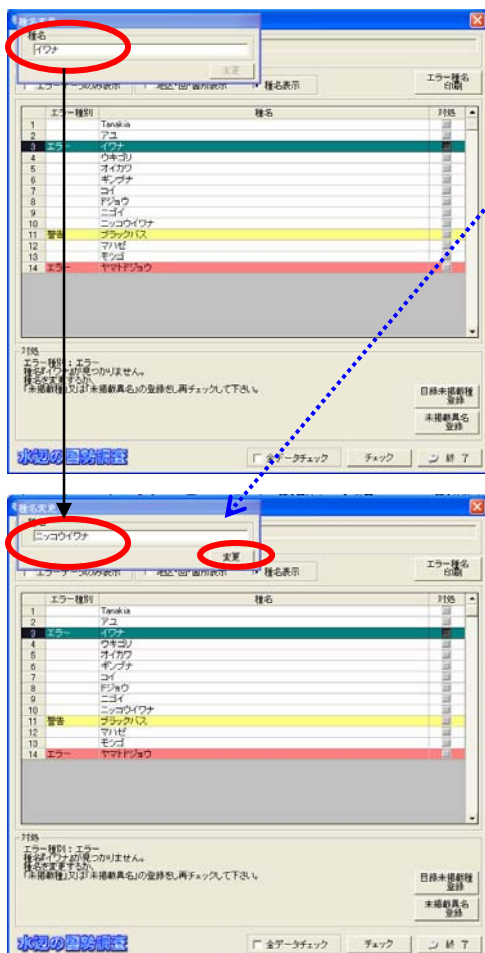 種名変更
種名
イワナ
変更
エラーデータのみ表示 地区・回・箇所表示 種名表示
エラー種名
印刷
エラー種別 種名 対処
1 Tanakia
2 アユ
3 エラー イワナ
4 ウキゴリ
5 オイカワ
6 ギンブナ
7 コイ
8 ドジョウ
9 ニゴイ
10 ニッコウイワナ
11 警告 ブラックバス
12 マハゼ
13 モツゴ
14 エラー ヤマトドジョウ
対処
エラー種別：エラー
種名「イワナ」が見つかりません。
種名を変更するか、
「未掲載種」又は「未掲載異名」の登録をし再チェックして下さい。
目録未掲載種
登録
未掲載異名
登録
水辺の国勢調査 全データチェック チェック 終了
種名変更
種名
ニッコウイワナ
変更
エラーデータのみ表示 地区・回・箇所表示 種名表示
エラー種名
印刷
エラー種別 種名 対処
1 Tanakia
2 アユ
3 エラー イワナ
4 ウキゴリ
5 オイカワ
6 ギンブナ
7 コイ
8 ドジョウ
9 ニゴイ
10 ニッコウイワナ
11 警告 ブラックバス
12 マハゼ
13 モツゴ
14 エラー ヤマトドジョウ
対処
エラー種別：エラー
種名「イワナ」が見つかりません。
種名を変更するか、
「未掲載種」又は「未掲載異名」の登録をし再チェックして下さい。
目録未掲載種
登録
未掲載異名
登録
水辺の国勢調査 全データチェック チェック 終了